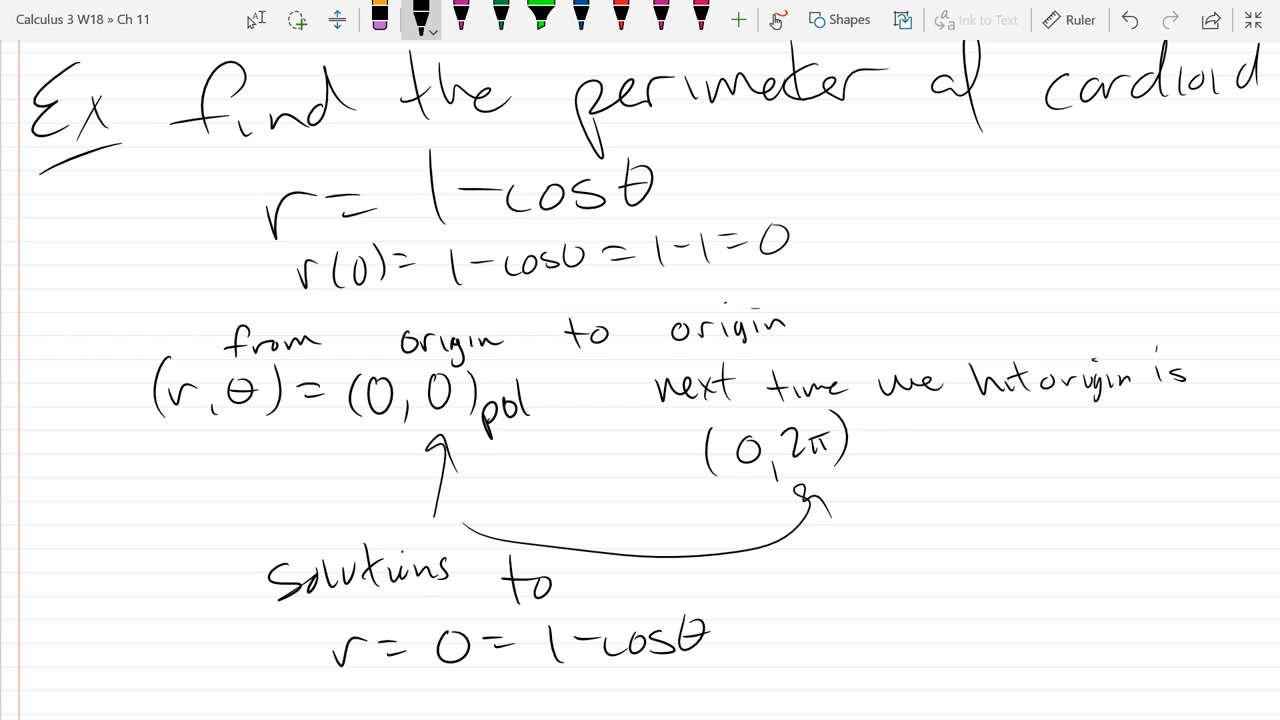 Calculus 3 W18 » Ch 11
Shapes
Ink to Text
Ruler
Ex find the perimeter of cardioid
r = 1-cosθ
r(0) = 1-cos0 = 1-1=0
from origin to origin
(r,θ) = (0,0)pol
next time we hit origin is
(0,2π)
solutions to
r = 0 = 1-cosθ